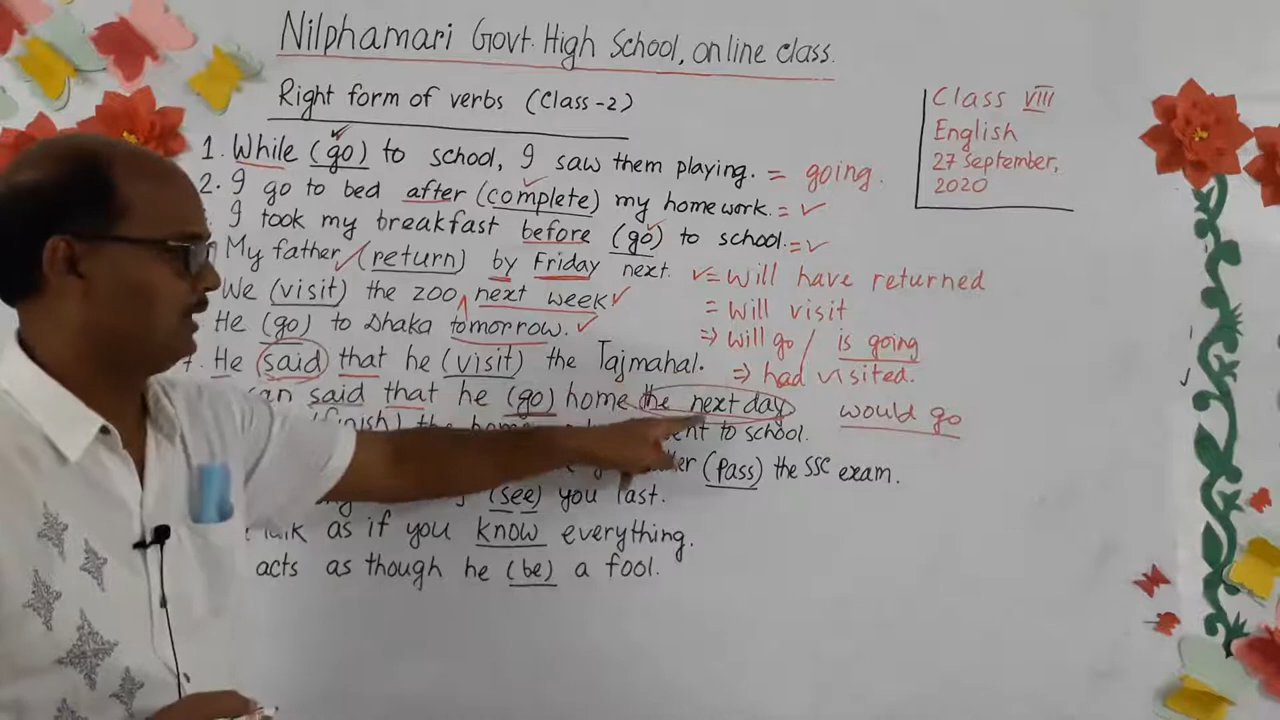 Nilphamari Govt. High School, online class.
Right form of verbs (Class-2)
Class VIII
English
27 September,
2020
1. While (go) to school, I saw them playing. = going.
2. I go to bed after (complete) my homework. = ✓
I took my breakfast before (go) to school. = ✓
My father (return) by Friday next. ✓= will have returned
We (visit) the zoo next week ✓ = will visit
He (go) to Dhaka tomorrow. ✓ => will go / is going
7. He said that he (visit) the Tajmahal. => had visited.
said that he (go) home the next day would go
the to school.
(pass) the SSC exam.
(see) you last.
as if you know everything.
acts as though he (be) a fool.